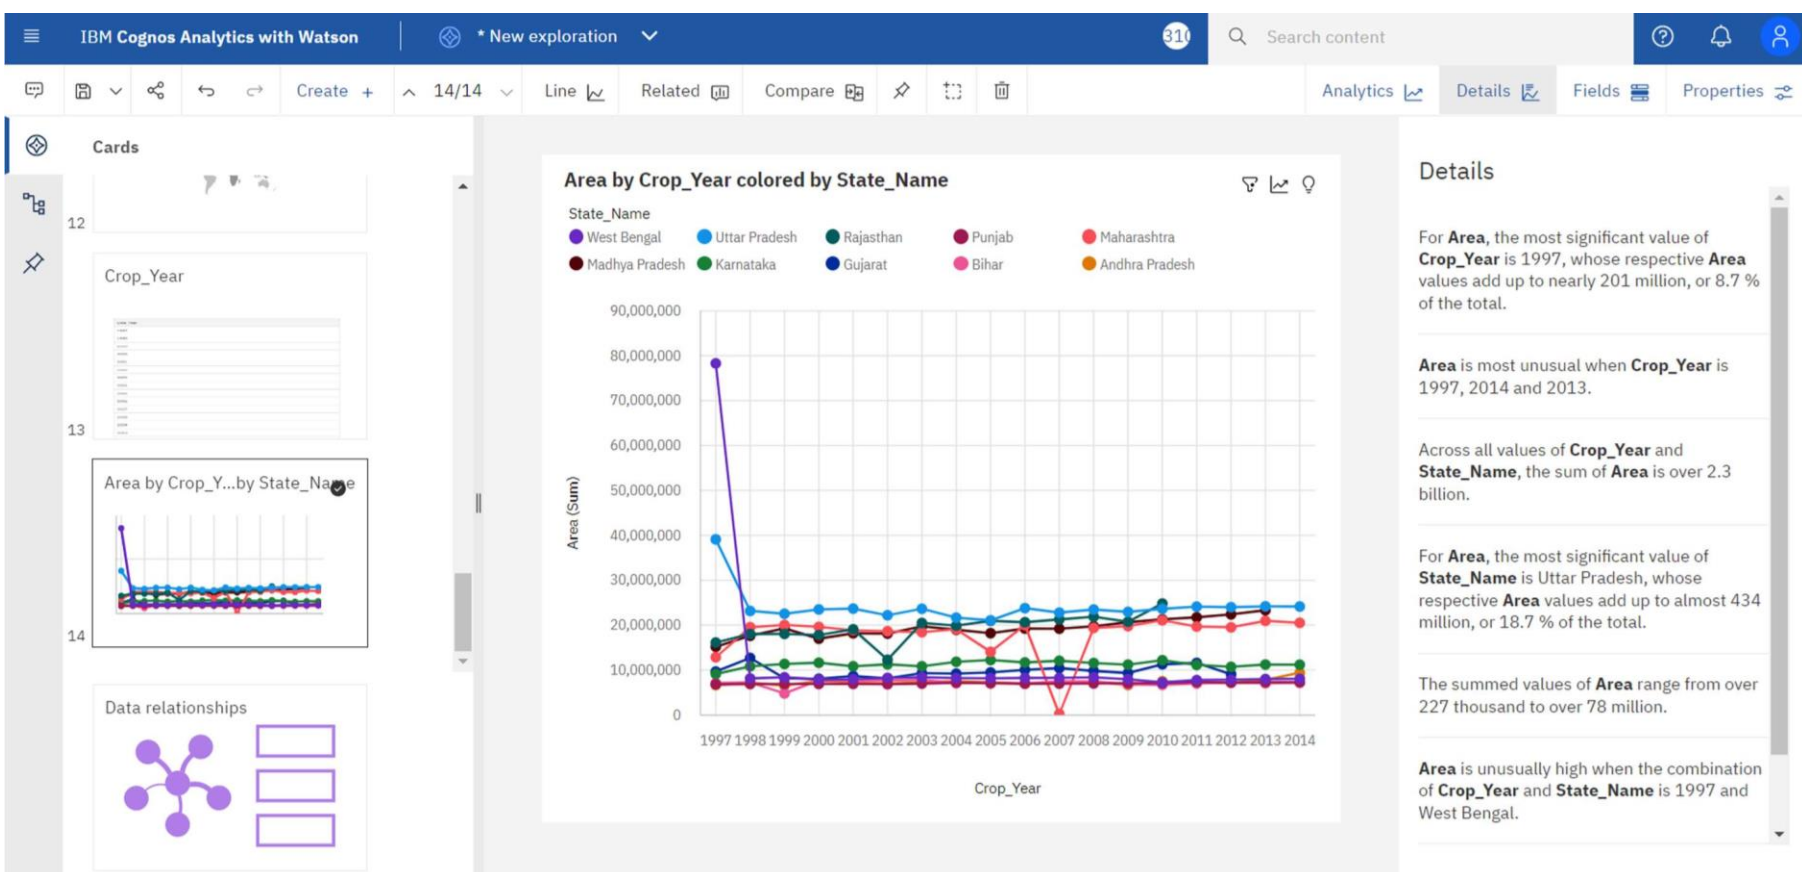 IBM Cognos Analytics with Watson
* New exploration
310
Search content
Create +
14/14
Line
Related
Compare
Analytics
Details
Fields
Properties
Cards
12
Crop_Year
13
Area by Crop_Y...by State_Name
14
Data relationships
Area by Crop_Year colored by State_Name
State_Name
West Bengal Uttar Pradesh Rajasthan Punjab Maharashtra
Madhya Pradesh Karnataka Gujarat Bihar Andhra Pradesh
90,000,000
80,000,000
70,000,000
60,000,000
50,000,000
40,000,000
30,000,000
20,000,000
10,000,000
0
Area (Sum)
1997 1998 1999 2000 2001 2002 2003 2004 2005 2006 2007 2008 2009 2010 2011 2012 2013 2014
Crop_Year
Details
For Area, the most significant value of
Crop_Year is 1997, whose respective Area
values add up to nearly 201 million, or 8.7 %
of the total.
Area is most unusual when Crop_Year is
1997, 2014 and 2013.
Across all values of Crop_Year and
State_Name, the sum of Area is over 2.3
billion.
For Area, the most significant value of
State_Name is Uttar Pradesh, whose
respective Area values add up to almost 434
million, or 18.7 % of the total.
The summed values of Area range from over
227 thousand to over 78 million.
Area is unusually high when the combination
of Crop_Year and State_Name is 1997 and
West Bengal.